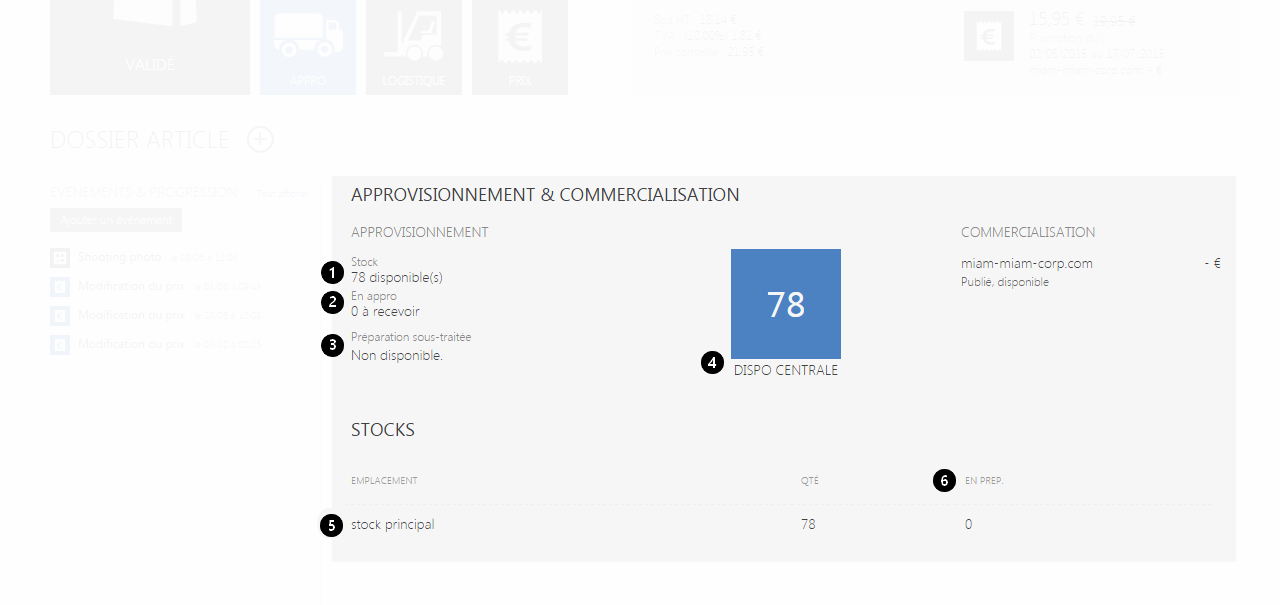 VALIDÉ
APPRO
LOGISTIQUE
PRIX
15,95 € 19,95 €
DOSSIER ARTICLE
ÉVÉNEMENTS & PROGRESSION
Ajouter un événement
Shooting photo
Modification du prix
Modification du prix
Modification du prix
APPROVISIONNEMENT & COMMERCIALISATION
APPROVISIONNEMENT
1 Stock
78 disponible(s)
2 En appro
0 à recevoir
3 Préparation sous-traitée
Non disponible.
78
4 DISPO CENTRALE
COMMERCIALISATION
miam-miam-corp.com - €
Publié, disponible
STOCKS
EMPLACEMENT QTÉ 6 EN PREP.
5 stock principal 78 0